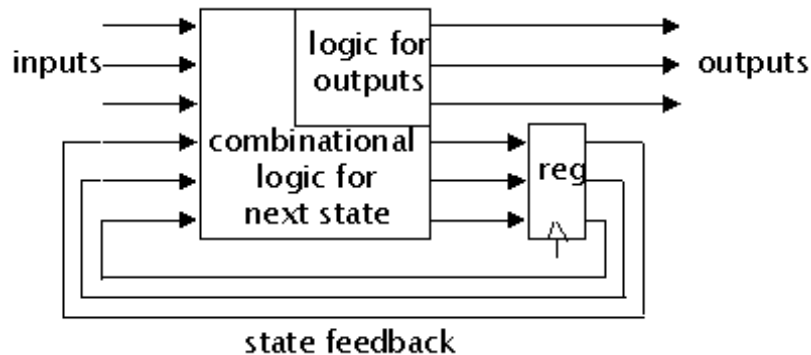 logic for
outputs
inputs
outputs
combinational
logic for
next state
reg
state feedback